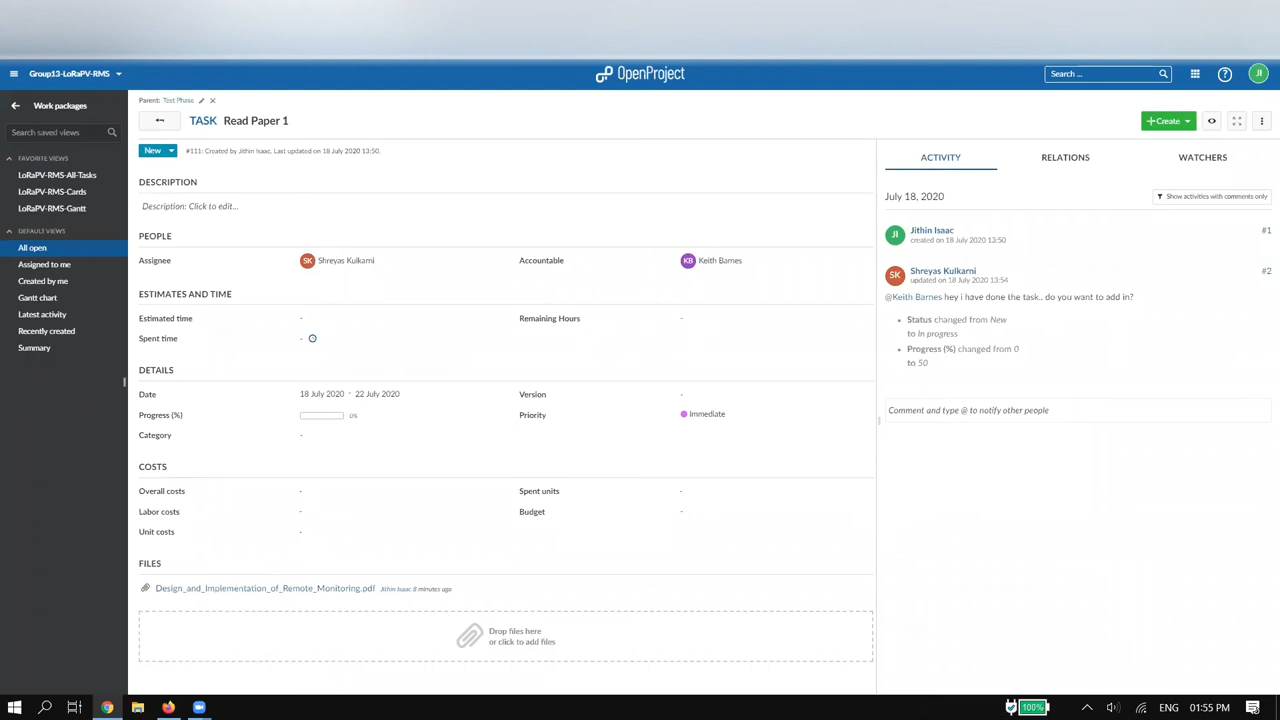 Group13-LoRaPV-RMS
OpenProject
Search ...
?
JI
Work packages
Search saved views
FAVORITE VIEWS
LoRaPV-RMS-All-Tasks
LoRaPV-RMS-Cards
LoRaPV-RMS-Gantt
DEFAULT VIEWS
All open
Assigned to me
Created by me
Gantt chart
Latest activity
Recently created
Summary
Parent: Test Phase
TASK Read Paper 1
+Create
New
#111: Created by Jithin Isaac. Last updated on 18 July 2020 13:50.
DESCRIPTION
Description: Click to edit...
PEOPLE
Assignee SK Shreyas Kulkarni Accountable KB Keith Barnes
ESTIMATES AND TIME
Estimated time - Remaining Hours -
Spent time -
DETAILS
Date 18 July 2020 - 22 July 2020 Version -
Progress (%) 0% Priority Immediate
Category -
COSTS
Overall costs - Spent units -
Labor costs - Budget -
Unit costs -
FILES
Design_and_Implementation_of_Remote_Monitoring.pdf Jithin Isaac 8 minutes ago
Drop files here
or click to add files
ACTIVITY RELATIONS WATCHERS
July 18, 2020 Show activities with comments only
JI Jithin Isaac #1
created on 18 July 2020 13:50
SK Shreyas Kulkarni #2
updated on 18 July 2020 13:54
@Keith Barnes hey i have done the task.. do you want to add in?
Status changed from New
to In progress
Progress (%) changed from 0
to 50
Comment and type @ to notify other people
100% ENG 01:55 PM